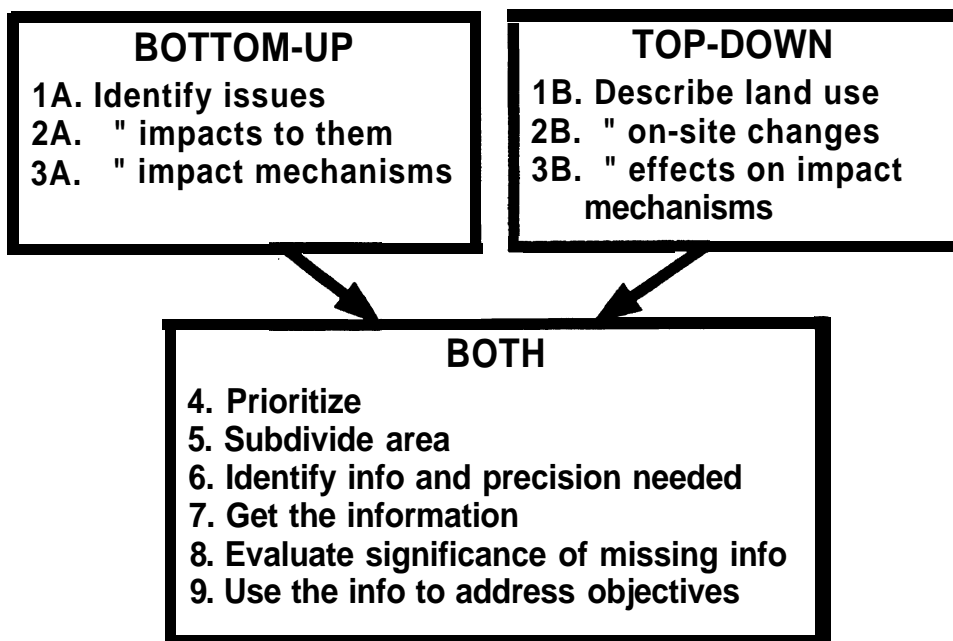 BOTTOM-UP
1A. Identify issues
2A. " impacts to them
3A. " impact mechanisms
TOP-DOWN
1B. Describe land use
2B. " on-site changes
3B. " effects on impact
mechanisms
BOTH
4. Prioritize
5. Subdivide area
6. Identify info and precision needed
7. Get the information
8. Evaluate significance of missing info
9. Use the info to address objectives